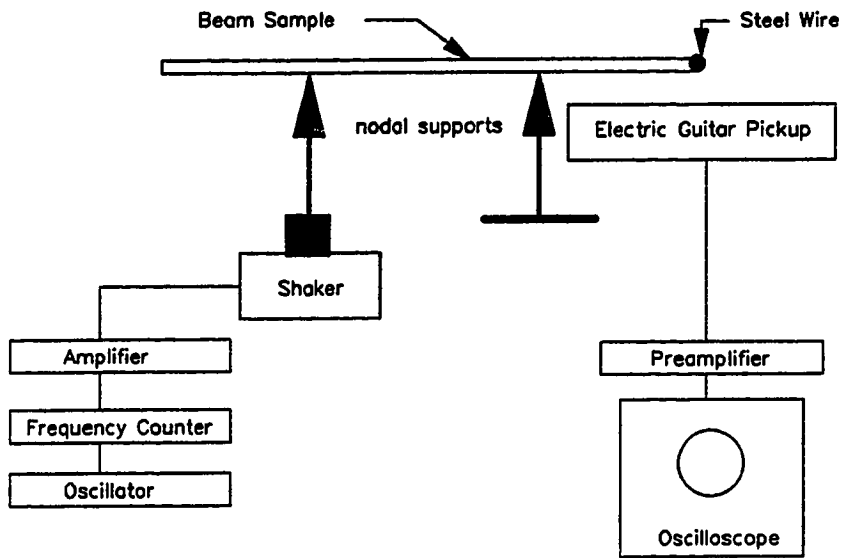 Beam Sample
Steel Wire
nodal supports
Electric Guitar Pickup
Shaker
Amplifier
Preamplifier
Frequency Counter
Oscillator
Oscilloscope